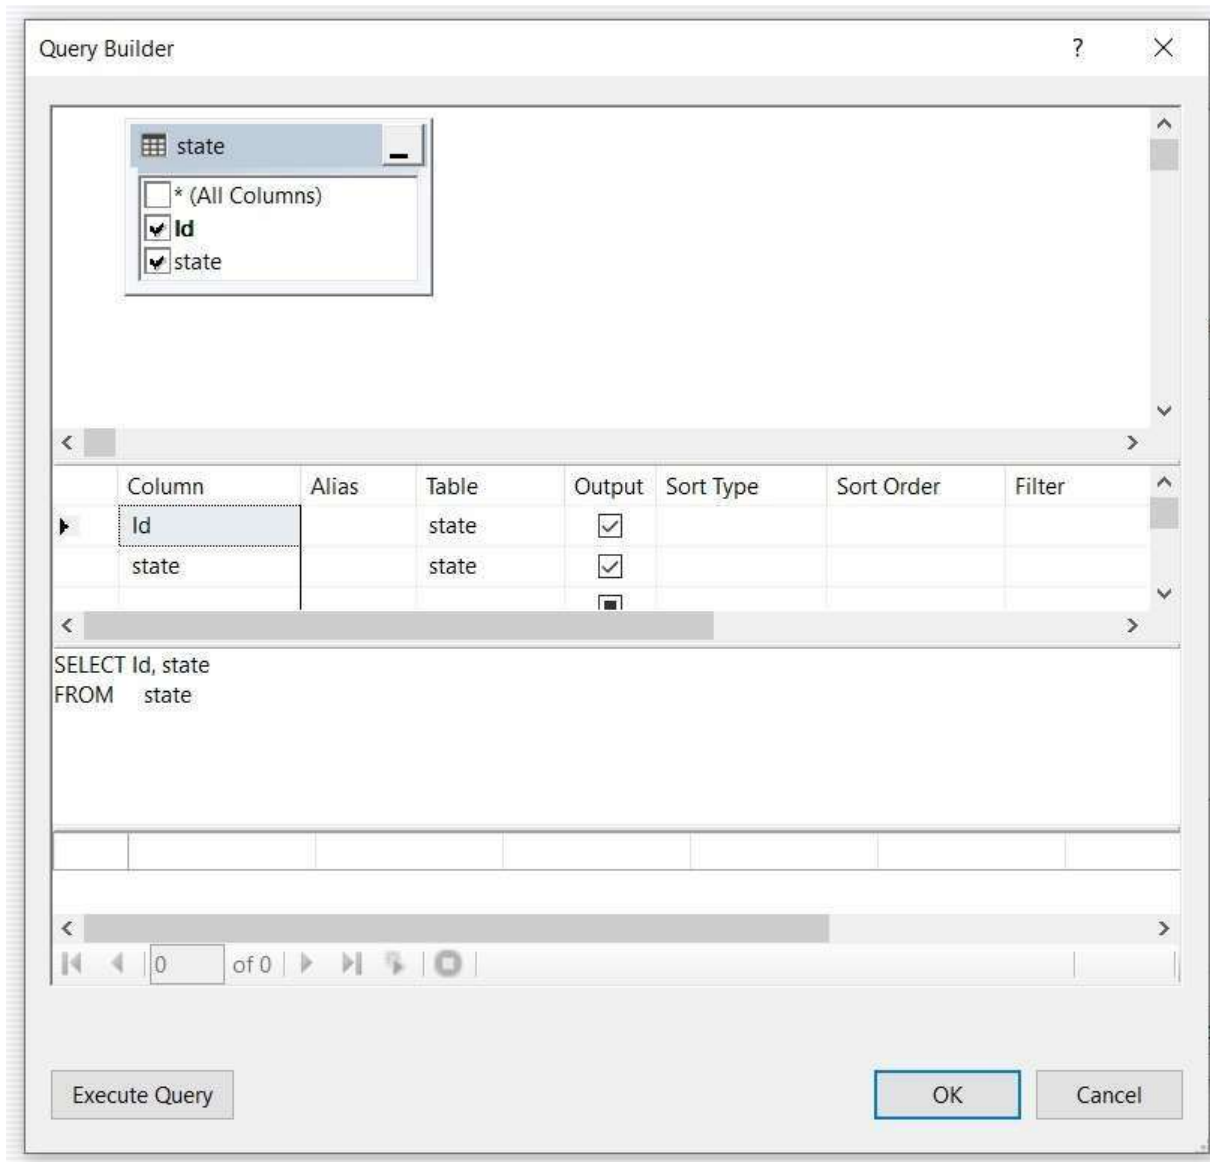 Query Builder ?
state
* (All Columns)
Id
state
Column Alias Table Output Sort Type Sort Order Filter
Id state
state state
SELECT Id, state
FROM state
0 of 0
Execute Query OK Cancel